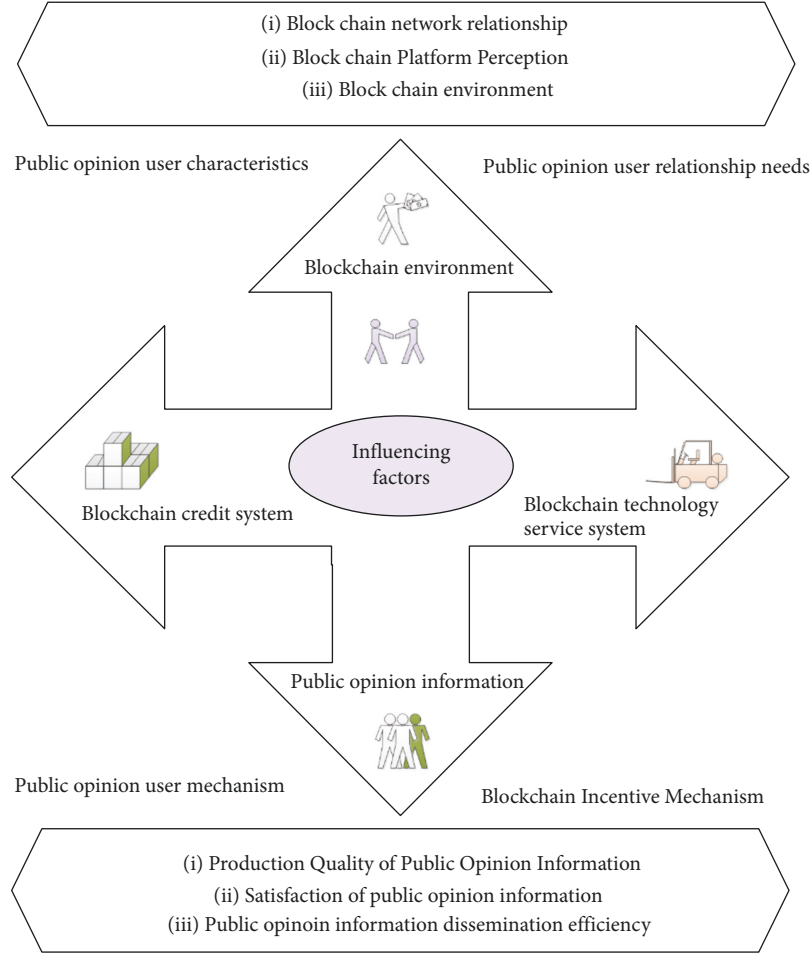 (i) Block chain network relationship
(ii) Block chain Platform Perception
(iii) Block chain environment
Public opinion user characteristics
Public opinion user relationship needs
Blockchain environment
Influencing
factors
Blockchain credit system
Blockchain technology
service system
Public opinion information
Public opinion user mechanism
Blockchain Incentive Mechanism
(i) Production Quality of Public Opinion Information
(ii) Satisfaction of public opinion information
(iii) Public opinoin information dissemination efficiency